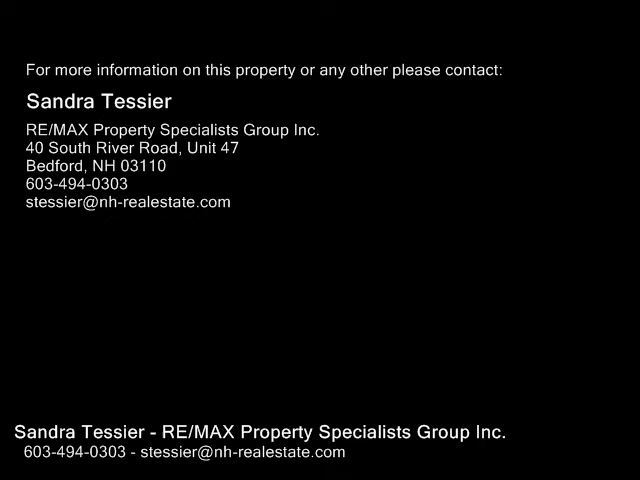 For more information on this property or any other please contact:
Sandra Tessier
RE/MAX Property Specialists Group Inc.
40 South River Road, Unit 47
Bedford, NH 03110
603-494-0303
stessier@nh-realestate.com
Sandra Tessier - RE/MAX Property Specialists Group Inc.
603-494-0303 - stessier@nh-realestate.com